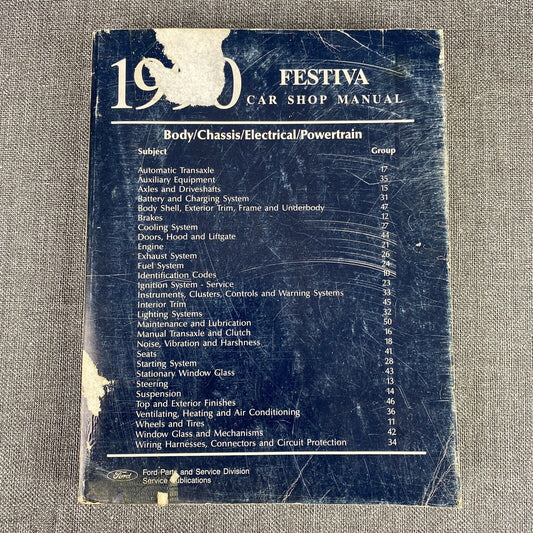 FESTIVA
CAR SHOP MANUAL
Body/Chassis/Electrical/Powertrain
Subject Group
Automatic Transaxle 17
Auxiliary Equipment 35
Axles and Driveshafts 15
Battery and Charging System 31
Body Shell, Exterior Trim, Frame and Underbody 47
Brakes 12
Cooling System 27
Doors, Hood and Liftgate 44
Engine 21
Exhaust System 26
Fuel System 24
Identification Codes 10
Ignition System - Service 23
Instruments, Clusters, Controls and Warning Systems 33
Interior Trim 45
Lighting Systems 32
Maintenance and Lubrication 50
Manual Transaxle and Clutch 16
Noise, Vibration and Harshness 18
Seats 41
Starting System 28
Stationary Window Glass 43
Steering 13
Suspension 14
Top and Exterior Finishes 46
Ventilating, Heating and Air Conditioning 36
Wheels and Tires 11
Window Glass and Mechanisms 42
Wiring Harnesses, Connectors and Circuit Protection 34
Ford Ford Parts and Service Division
Service Publications